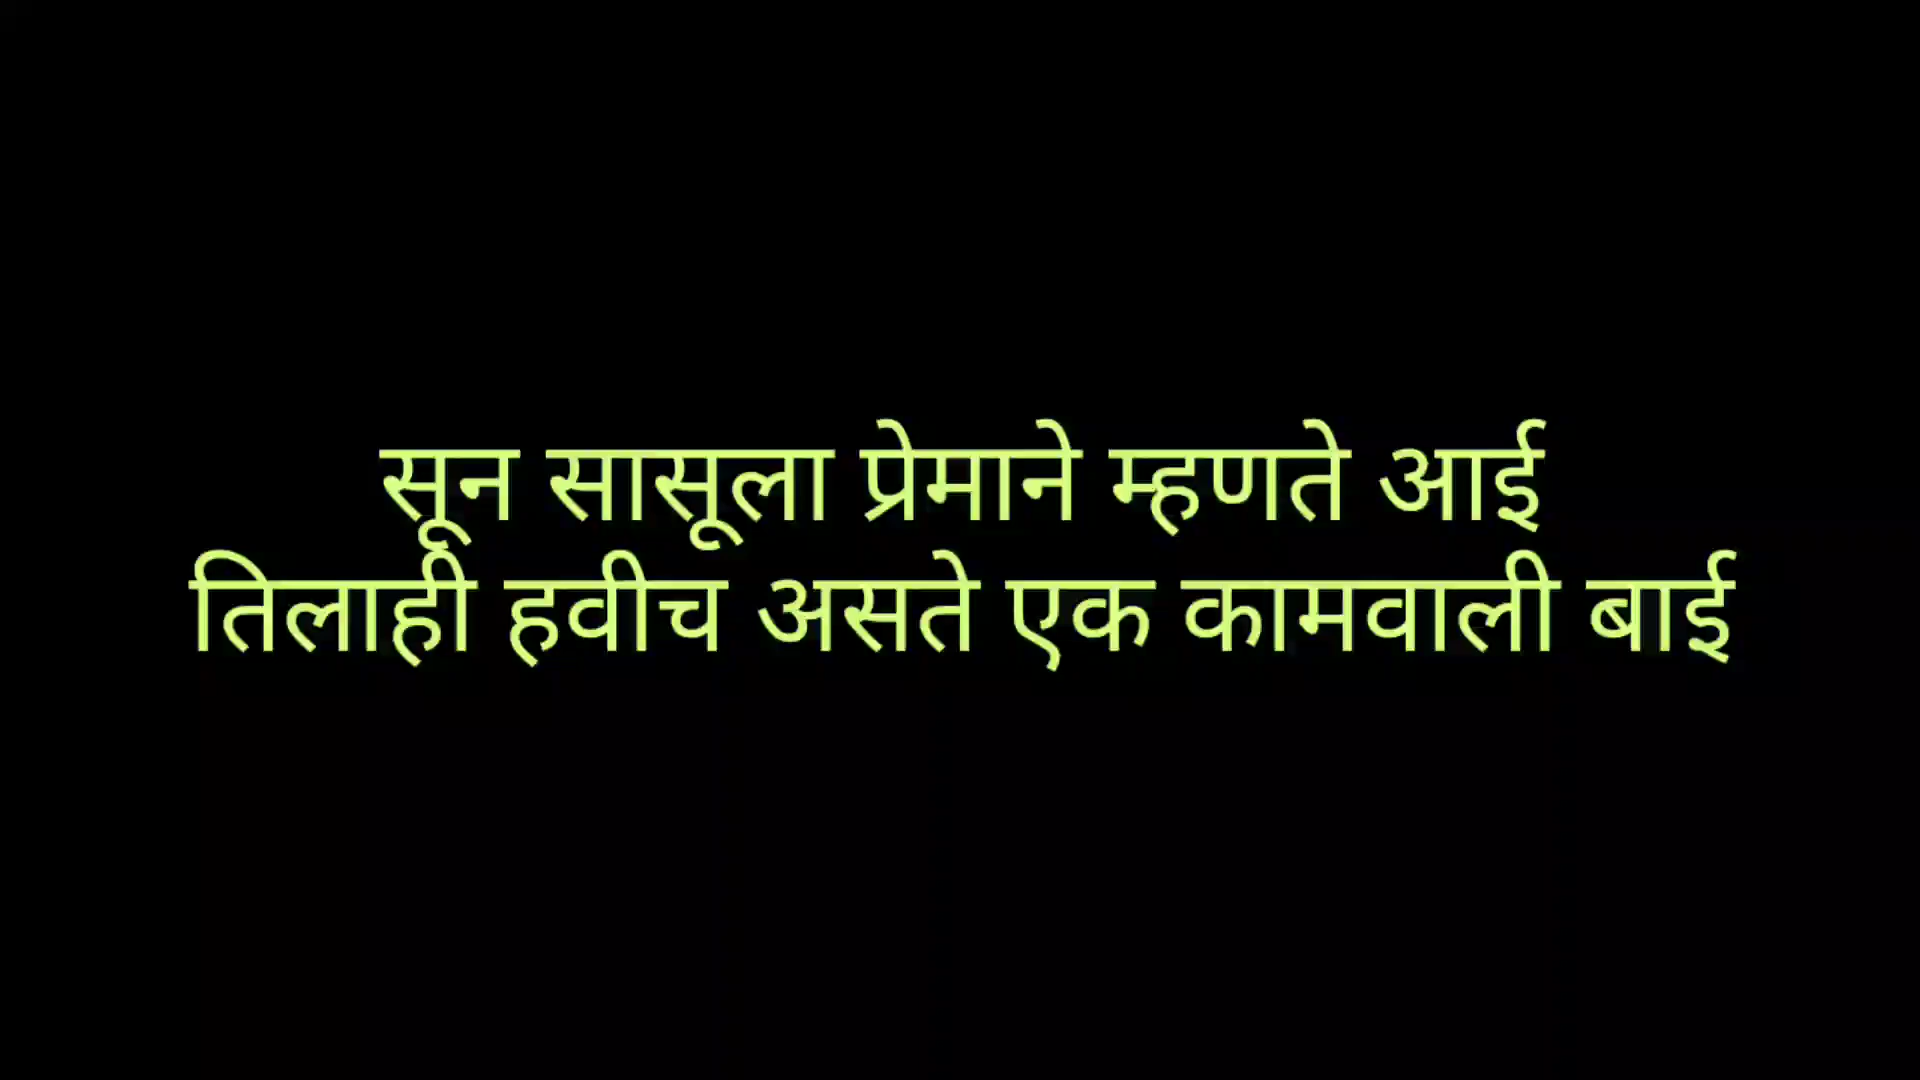 सून सासूला प्रेमाने म्हणते आई
तिलाही हवीच असते एक कामवाली बाई